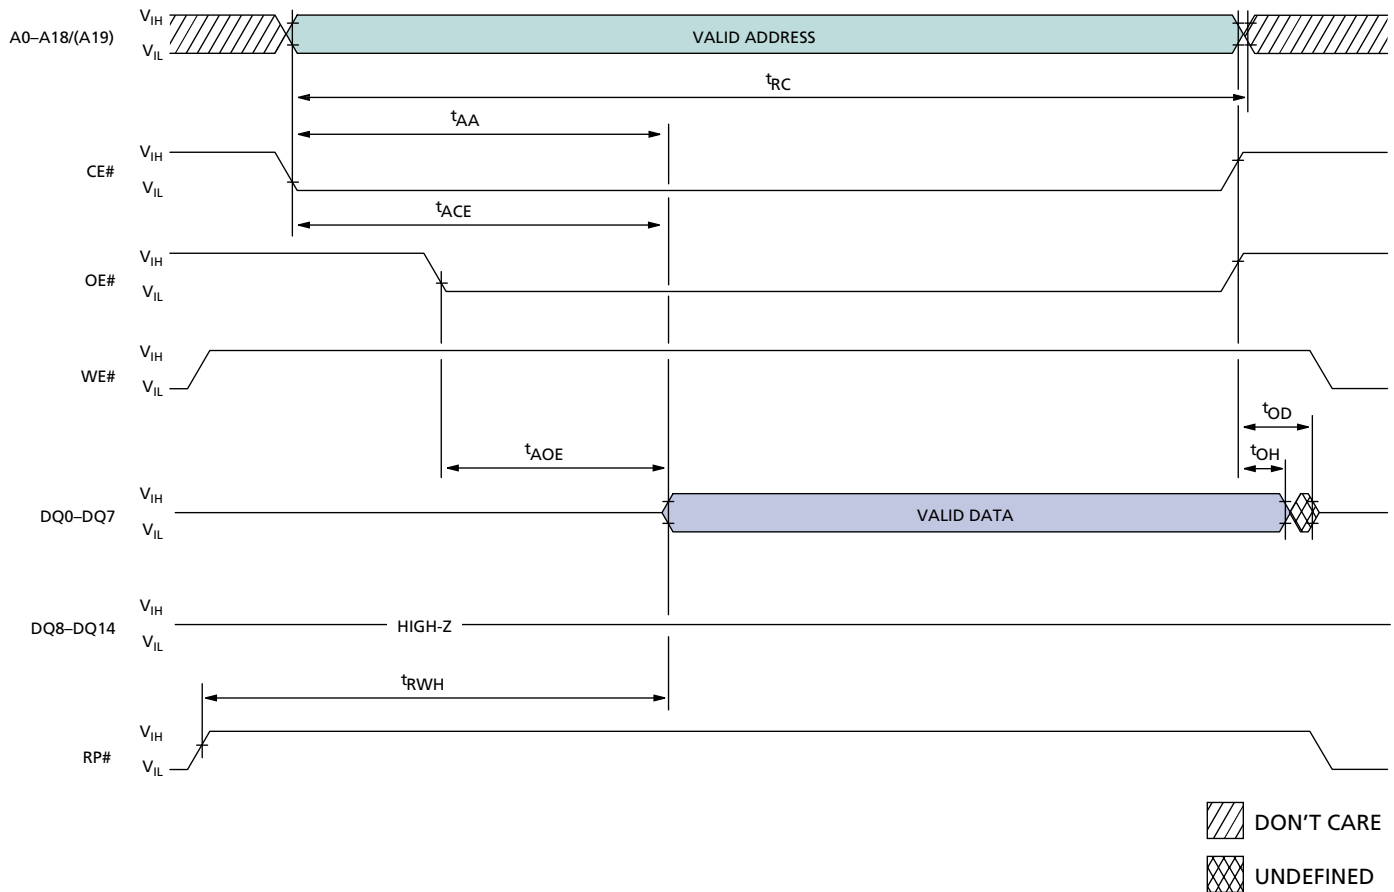 VIH
A0–A18/(A19)
VALID ADDRESS
VIL
tRC
tAA
VIH
CE#
VIL
tACE
VIH
OE#
VIL
VIH
WE#
VIL
tOD
tAOE
tOH
VIH
DQ0–DQ7
VALID DATA
VIL
VIH
DQ8–DQ14
HIGH-Z
VIL
tRWH
VIH
RP#
VIL
DON'T CARE
UNDEFINED